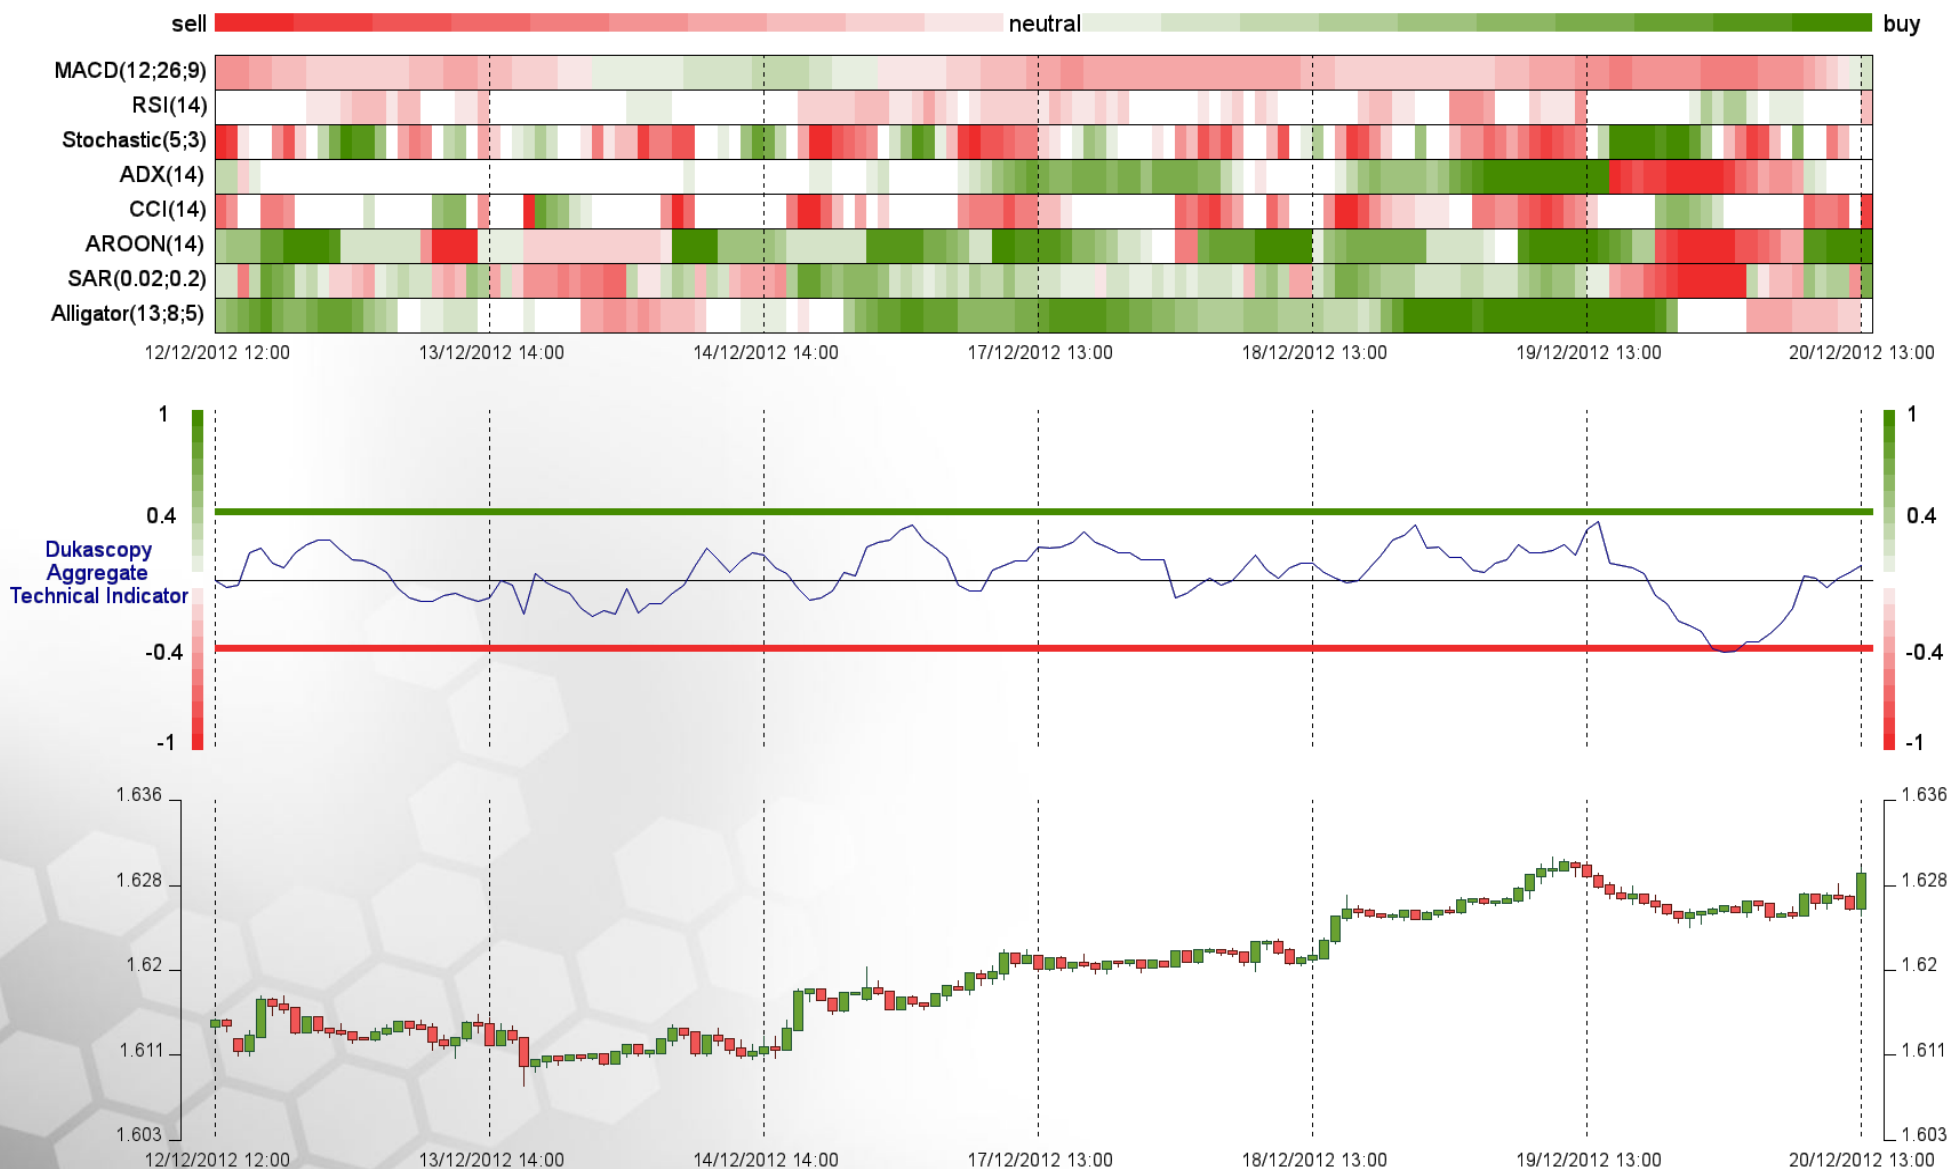 sell neutral buy
MACD(12;26;9)
RSI(14)
Stochastic(5;3)
ADX(14)
CCI(14)
AROON(14)
SAR(0.02;0.2)
Alligator(13;8;5)
12/12/2012 12:00 13/12/2012 14:00 14/12/2012 14:00 17/12/2012 13:00 18/12/2012 13:00 19/12/2012 13:00 20/12/2012 13:00
1 1
0.4 0.4
Dukascopy
Aggregate
Technical Indicator
-0.4 -0.4
-1 -1
1.636 1.636
1.628 1.628
1.62 1.62
1.611 1.611
1.603 1.603
12/12/2012 12:00 13/12/2012 14:00 14/12/2012 14:00 17/12/2012 13:00 18/12/2012 13:00 19/12/2012 13:00 20/12/2012 13:00